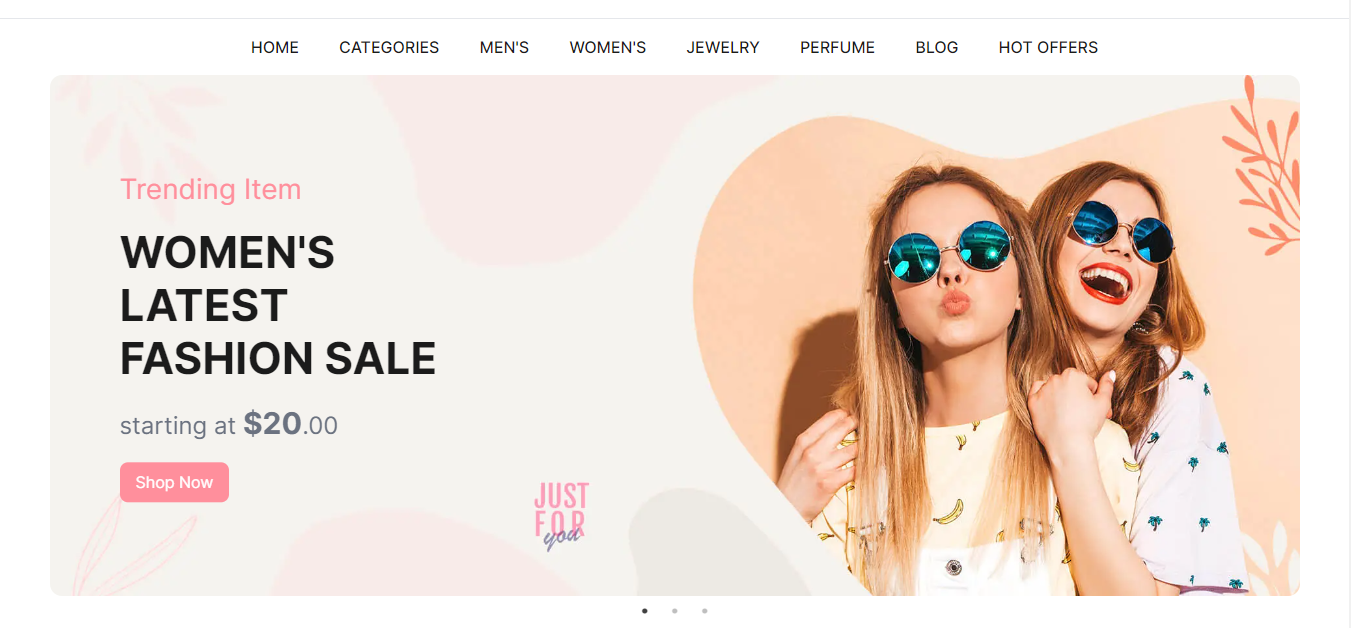 HOME CATEGORIES MEN'S WOMEN'S JEWELRY PERFUME BLOG HOT OFFERS
Trending Item
WOMEN'S
LATEST
FASHION SALE
starting at $20.00
Shop Now
JUST
FOR
you